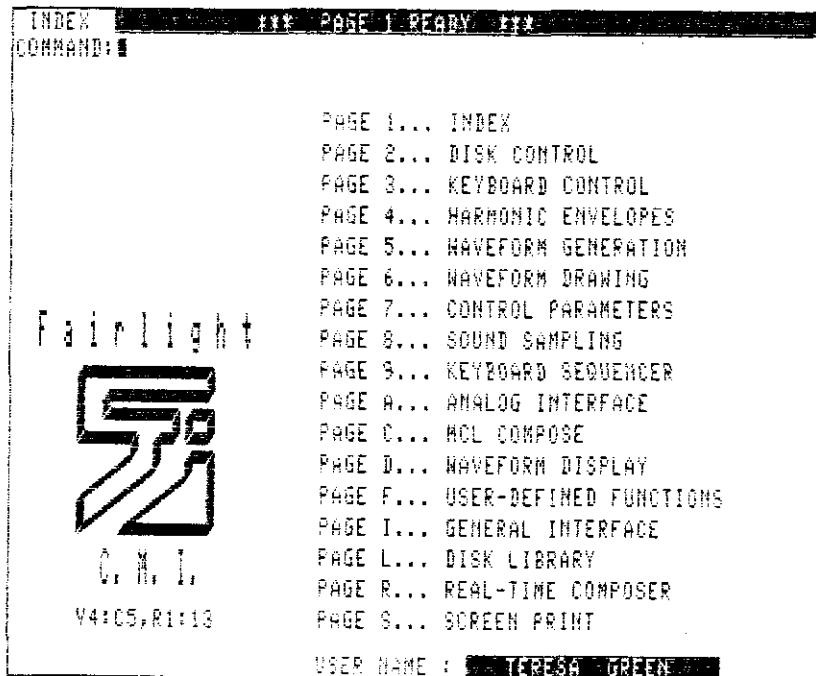 INDEX *** PAGE 1 READY ***
COMMAND:
PAGE 1... INDEX
PAGE 2... DISK CONTROL
PAGE 3... KEYBOARD CONTROL
PAGE 4... HARMONIC ENVELOPES
PAGE 5... WAVEFORM GENERATION
PAGE 6... WAVEFORM DRAWING
PAGE 7... CONTROL PARAMETERS
PAGE 8... SOUND SAMPLING
PAGE 9... KEYBOARD SEQUENCER
PAGE A... ANALOG INTERFACE
PAGE C... MCL COMPOSE
PAGE D... WAVEFORM DISPLAY
PAGE F... USER-DEFINED FUNCTIONS
PAGE I... GENERAL INTERFACE
PAGE L... DISK LIBRARY
PAGE R... REAL-TIME COMPOSER
PAGE S... SCREEN PRINT
Fairlight
C. M. I.
V4:C5,R1:13
USER NAME : TERESA GREEN